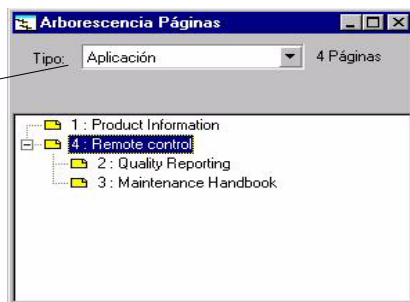 Arborescencia Páginas
Tipo: Aplicación 4 Páginas
1 : Product Information
4 : Remote control
2 : Quality Reporting
3 : Maintenance Handbook